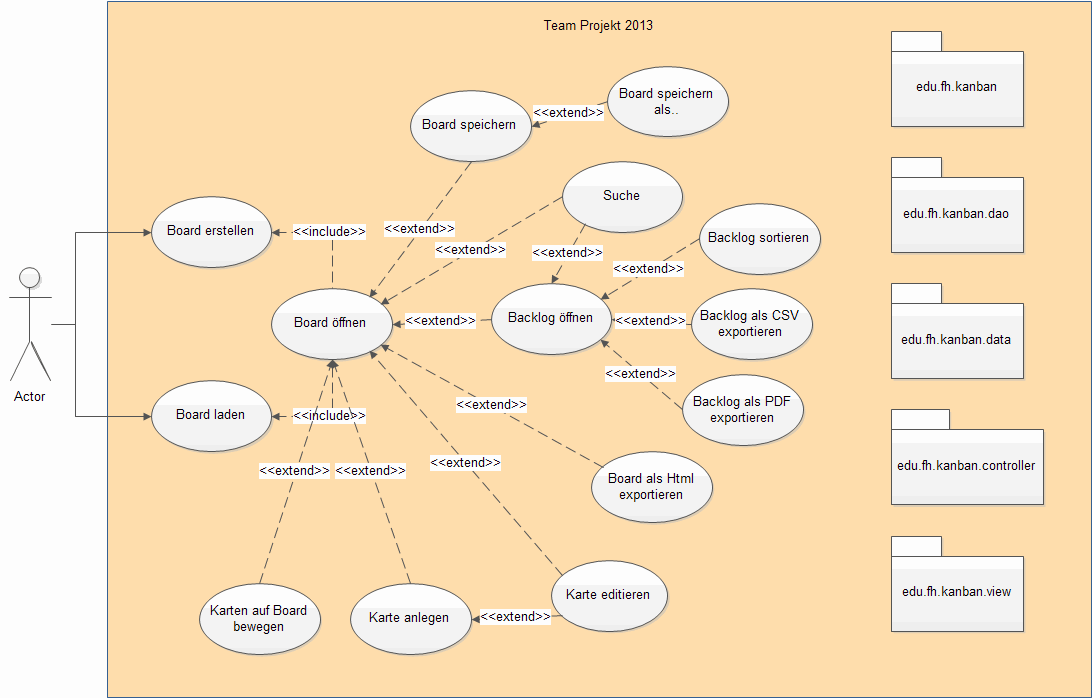 Team Projekt 2013
Board speichern
<<extend>>
Board speichern
als..
edu.fh.kanban
Suche
edu.fh.kanban.dao
Board erstellen
<<include>>
<<extend>>
<<extend>>
<<extend>>
Backlog sortieren
<<extend>>
Board öffnen
<<extend>>
Backlog öffnen
<<extend>>
Backlog als CSV
exportieren
edu.fh.kanban.data
<<extend>>
Actor
Board laden
<<include>>
<<extend>>
Backlog als PDF
exportieren
<<extend>>
<<extend>>
<<extend>>
Board als Html
exportieren
edu.fh.kanban.controller
Karten auf Board
bewegen
Karte anlegen
<<extend>>
Karte editieren
edu.fh.kanban.view